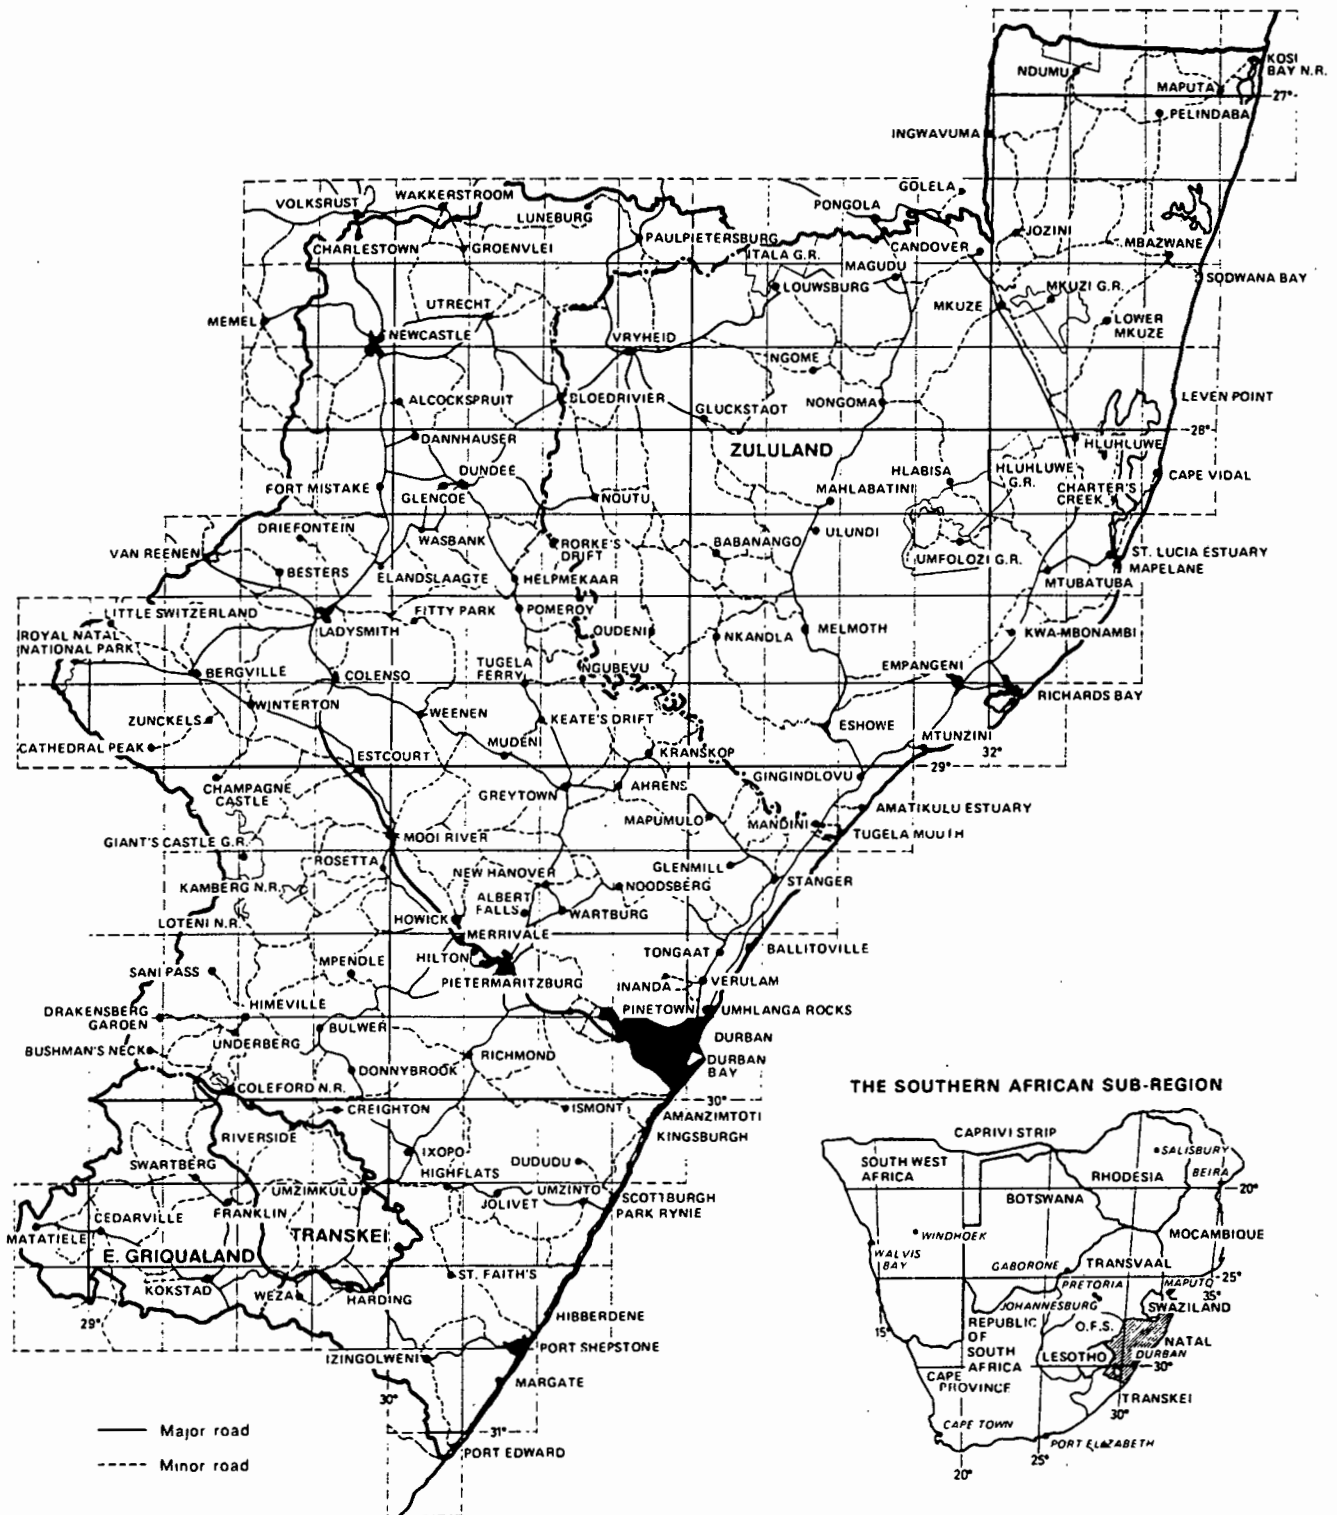 KOSI
BAY N.R.
NDUMU
MAPUTA
27°
PELINDABA
INGWAVUMA
GOLELA
WAKKERSTROOM
VOLKSRUST
LUNEBURG
PONGOLA
JOZINI
PAULPIETERSBURG
CHARLESTOWN
GROENVLEI
CANDOVER
MBAZWANE
ITALA G.R.
MAGUDU
SODWANA BAY
LOUWSBURG
MKUZI G.R.
UTRECHT
MKUZE
MEMEL
LOWER
MKUZE
NEWCASTLE
VRYHEID
NGOME
ALCOCKSPRUIT
BLOEDRIVIER
GLUCKSTADT
NONGOMA
LEVEN POINT
28°
DANNHAUSER
HLUHLUWE
ZULULAND
DUNDEE
HLABISA
HLUHLUWE
G.R.
CAPE VIDAL
FORT MISTAKE
GLENCOE
NQUTU
MAHLABATINI
CHARTER'S
CREEK
DRIEFONTEIN
WASBANK
RORKE'S
DRIFT
BABANANGO
ULUNDI
VAN REENEN
ST. LUCIA ESTUARY
UMFOLOZI G.R.
MAPELANE
BESTERS
ELANDSLAAGTE
HELPMEKAAR
MTUBATUBA
LITTLE SWITZERLAND
FITTY PARK
POMEROY
ROYAL NATAL
NATIONAL PARK
LADYSMITH
OUDENI
NKANDLA
MELMOTH
KWA-MBONAMBI
BERGVILLE
COLENSO
TUGELA
FERRY
NGUBEVU
EMPANGENI
RICHARDS BAY
WINTERTON
WEENEN
ZUNCKELS
KEATE'S DRIFT
ESHOWE
CATHEDRAL PEAK
MUDEN
KRANSKOP
MTUNZINI
32°
ESTCOURT
29°
GINGINDLOVU
CHAMPAGNE
CASTLE
GREYTOWN
AHRENS
AMATIKULU ESTUARY
MAPUMULO
MANDINI
TUGELA MOUTH
GIANT'S CASTLE G.R.
MOOI RIVER
ROSETTA
GLENMILL
NEW HANOVER
STANGER
KAMBERG N.R.
NOODSBERG
ALBERT
FALLS
WARTBURG
LOTENI N.R.
HOWICK
MERRIVALE
TONGAAT
BALLITOVILLE
HILTON
SANI PASS
MPENDLE
PIETERMARITZBURG
INANDA
VERULAM
HIMEVILLE
DRAKENSBERG
GARDEN
PINETOWN
UMHLANGA ROCKS
BULWER
UNDERBERG
DURBAN
BUSHMAN'S NECK
RICHMOND
DURBAN
BAY
DONNYBROOK
COLEFORD N.R.
30°
CREIGHTON
ISMONT
AMANZIMTOTI
RIVERSIDE
KINGSBURGH
IXOPO
SWARTBERG
DUDUDU
HIGHFLATS
UMZIMKULU
JOLIVET
UMZINTO
SCOTTBURGH
FRANKLIN
PARK RYNIE
CEDARVILLE
MATATIELE
TRANSKEI
E. GRIQUALAND
ST. FAITH'S
KOKSTAD
WEZA
HARDING
29°
HIBBERDENE
PORT SHEPSTONE
IZINGOLWENI
MARGATE
30°
31°
PORT EDWARD
Major road
Minor road
THE SOUTHERN AFRICAN SUB-REGION
CAPRIVI STRIP
SALISBURY
SOUTH WEST
AFRICA
RHODESIA
BEIRA
20°
BOTSWANA
WINDHOEK
MOCAMBIQUE
WALVIS
BAY
GABORONE
TRANSVAAL
25°
PRETORIA
MAPUTO
35°
JOHANNESBURG
SWAZILAND
15°
REPUBLIC
OF
SOUTH
AFRICA
O.F.S.
NATAL
LESOTHO
DURBAN
30°
CAPE
PROVINCE
TRANSKEI
30°
CAPE TOWN
PORT ELIZABETH
25°
20°